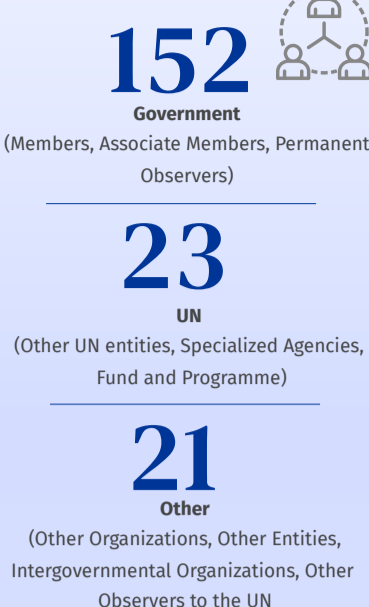 152
Government
(Members, Associate Members, Permanent
Observers)
23
UN
(Other UN entities, Specialized Agencies,
Fund and Programme)
21
Other
(Other Organizations, Other Entities,
Intergovernmental Organizations, Other
Observers to the UN